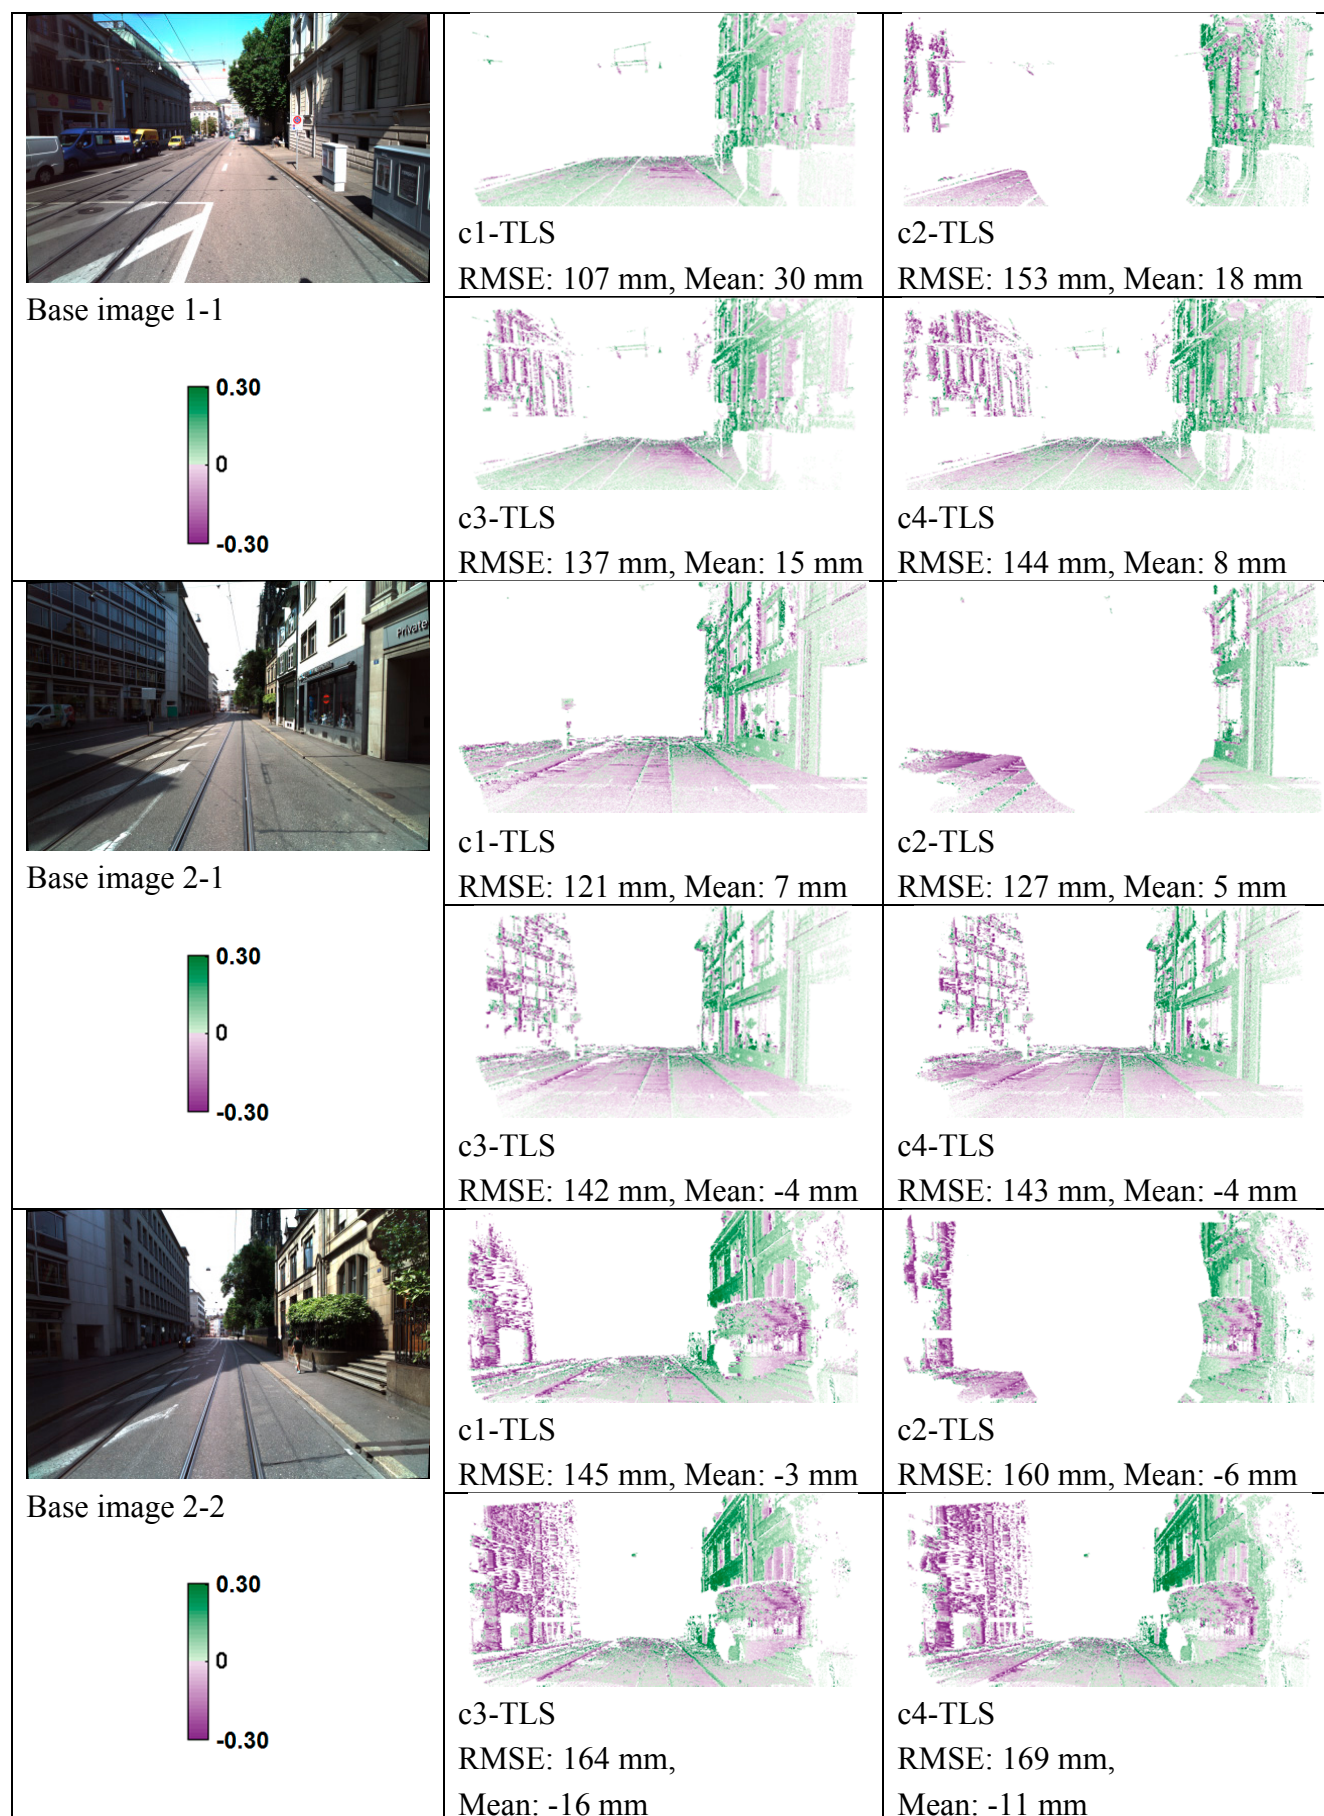 c1-TLS
RMSE: 107 mm, Mean: 30 mm
c2-TLS
RMSE: 153 mm, Mean: 18 mm
Base image 1-1
0.30
0
-0.30
c3-TLS
RMSE: 137 mm, Mean: 15 mm
c4-TLS
RMSE: 144 mm, Mean: 8 mm
Private
c1-TLS
RMSE: 121 mm, Mean: 7 mm
c2-TLS
RMSE: 127 mm, Mean: 5 mm
Base image 2-1
0.30
0
-0.30
c3-TLS
RMSE: 142 mm, Mean: -4 mm
c4-TLS
RMSE: 143 mm, Mean: -4 mm
c1-TLS
RMSE: 145 mm, Mean: -3 mm
c2-TLS
RMSE: 160 mm, Mean: -6 mm
Base image 2-2
0.30
0
-0.30
c3-TLS
RMSE: 164 mm,
Mean: -16 mm
c4-TLS
RMSE: 169 mm,
Mean: -11 mm